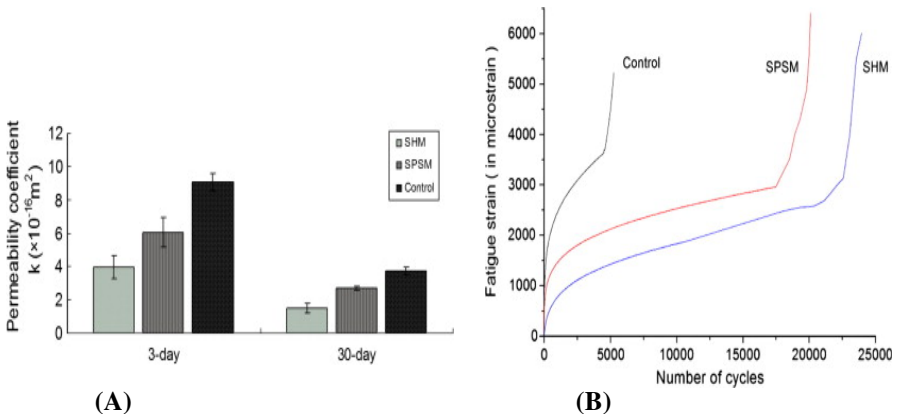 Permeability coefficient
k (×10⁻¹⁶m²)
12
10
8
6
4
2
0
SHM
SPSM
Control
3-day
30-day
(A)
Fatigue strain ( in microstrain)
6000
5000
4000
3000
2000
1000
0
Control
SPSM
SHM
0
5000
10000
15000
20000
25000
Number of cycles
(B)